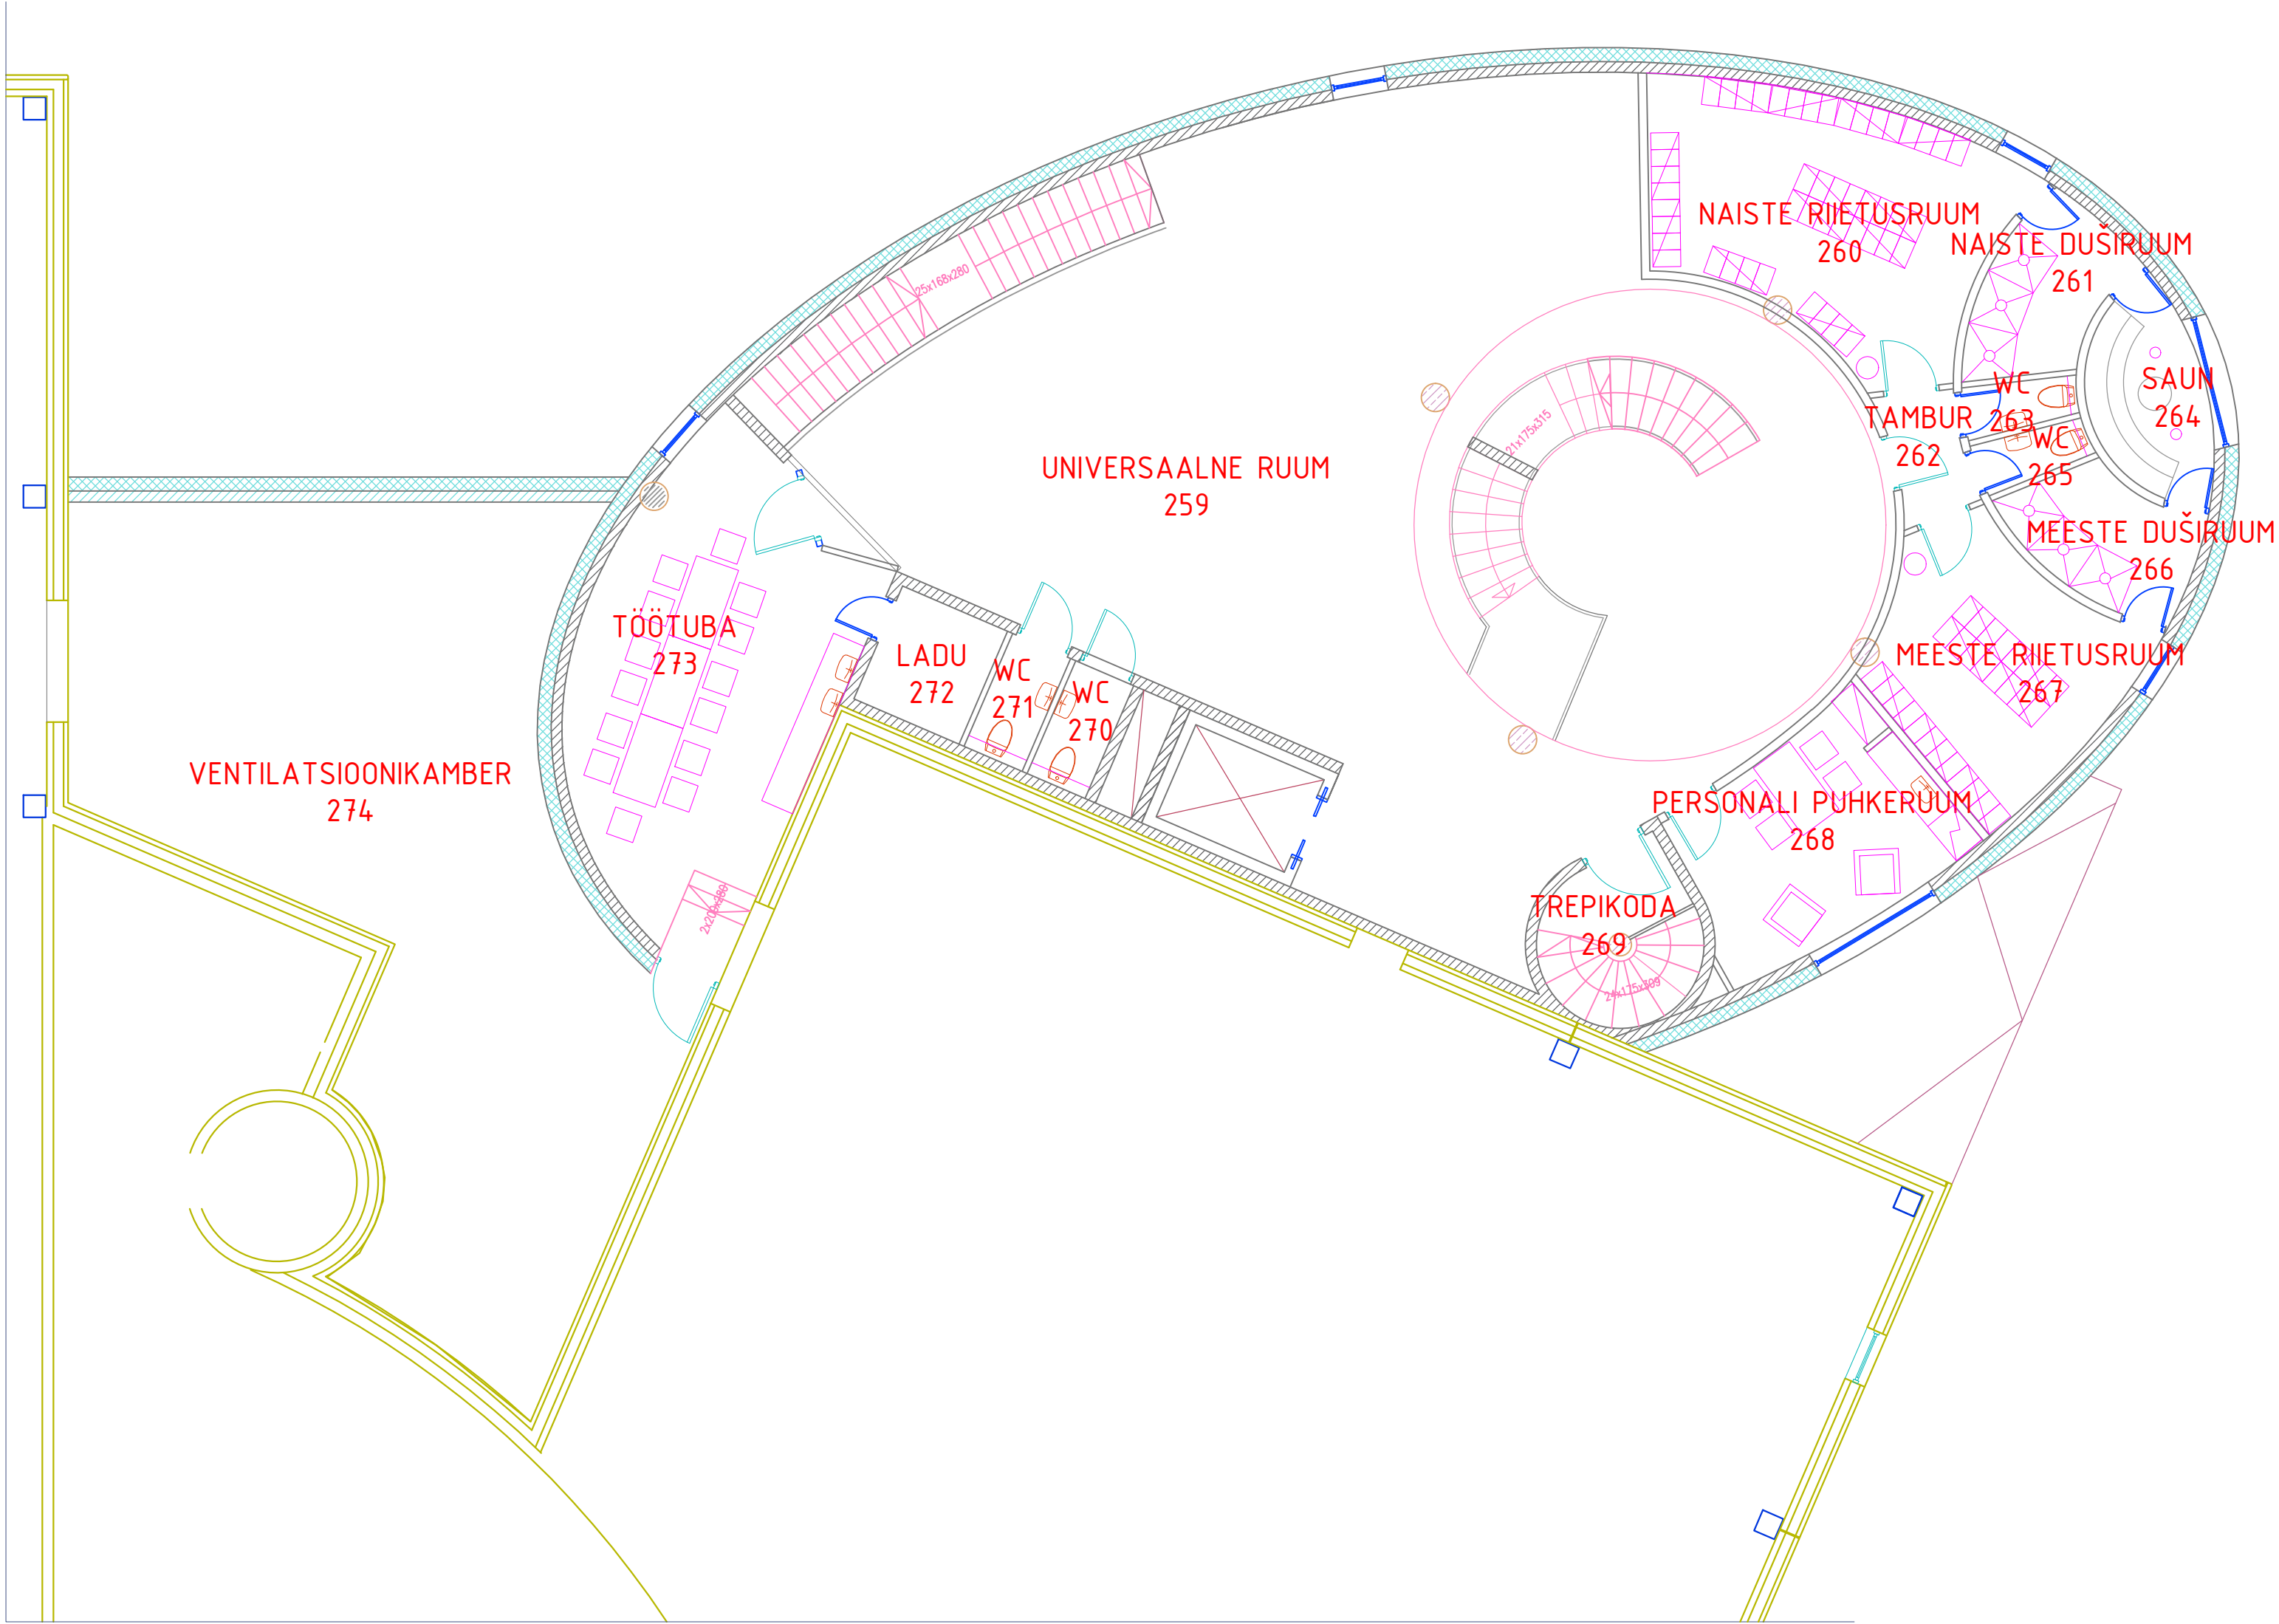 NAISTE RIIETUSRUUM
260
NAISTE DUŠIRUUM
261
25x168x280
SAUN
264
WC
263
TAMBUR
262
21x175x315
WC
265
UNIVERSAALNE RUUM
259
MEESTE DUŠIRUUM
266
TÖÖTUBA
273
LADU
272
WC
271
WC
270
MEESTE RIIETUSRUUM
267
VENTILATSIOONIKAMBER
274
PERSONALI PUHKERUUM
268
2x200x280
TREPIKODA
269
24x175x309